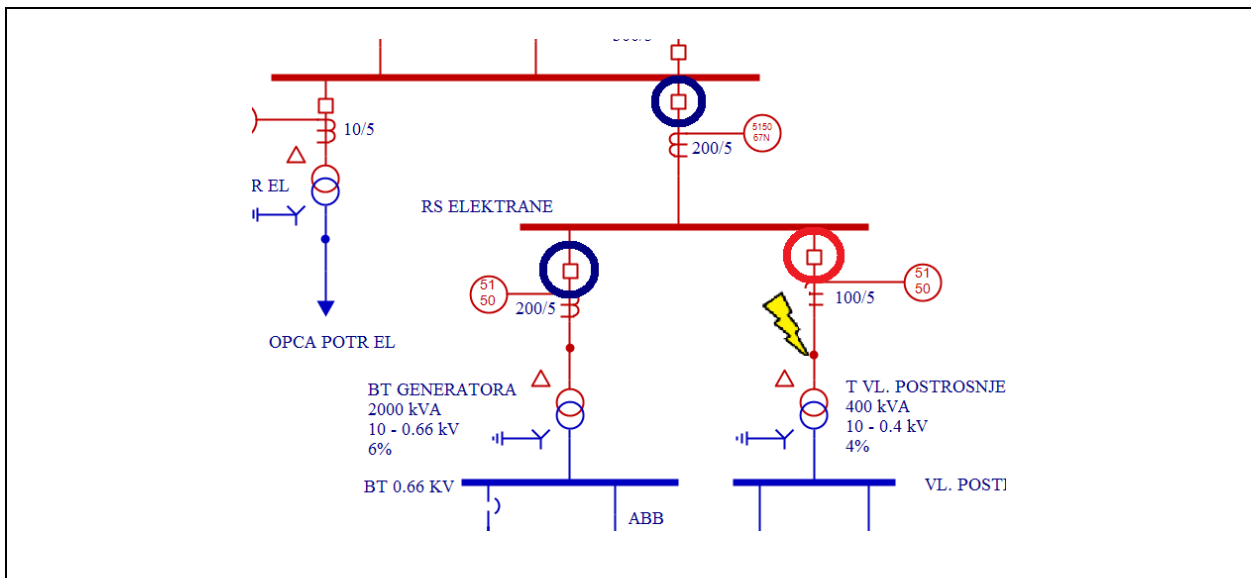 10/5
5150
67N
200/5
R EL
RS ELEKTRANE
51
50
200/5
51
50
100/5
OPCA POTR EL
BT GENERATORA
2000 kVA
10 - 0.66 kV
6%
T VL. POSTROSNJE
400 kVA
10 - 0.4 kV
4%
BT 0.66 KV
ABB
VL. POSTI